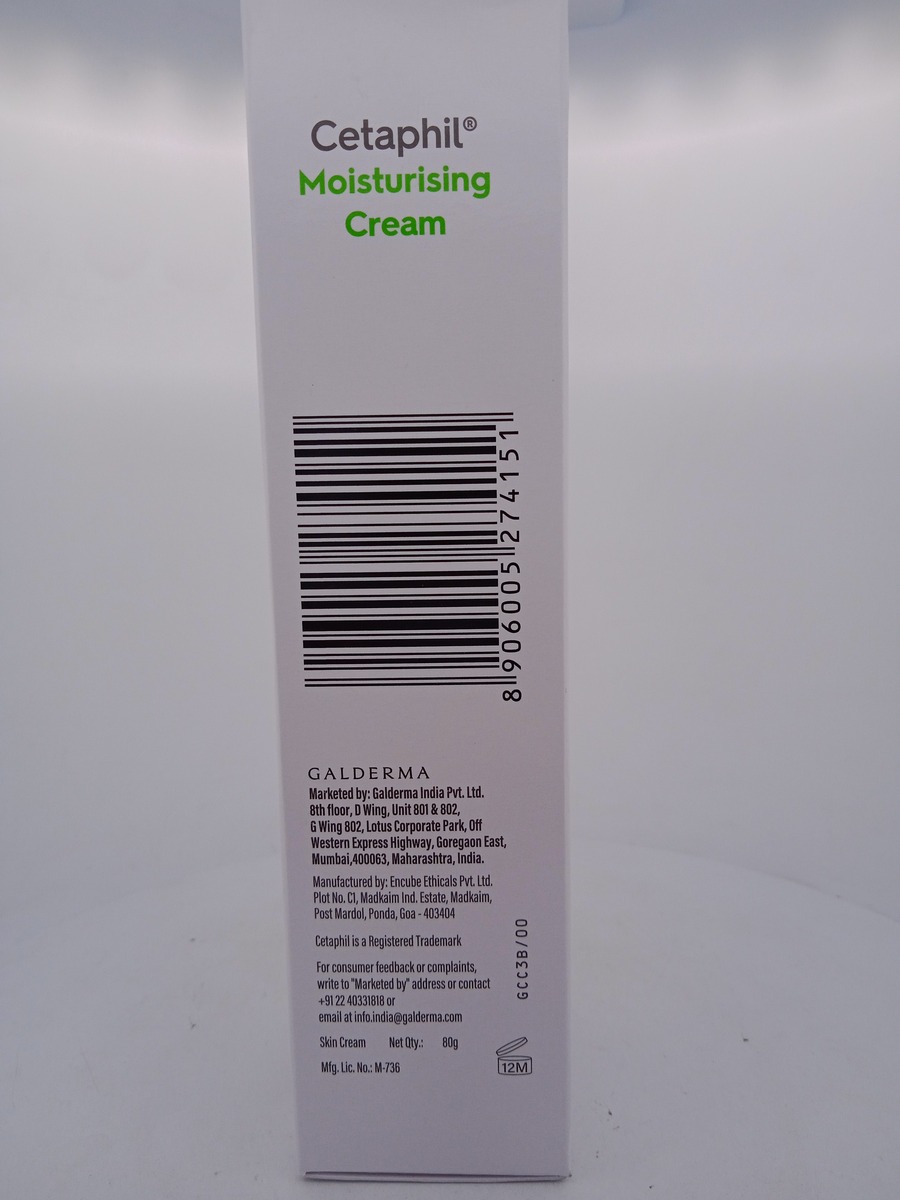 Cetaphil®
Moisturising
Cream
8 906005 274151
GALDERMA
Marketed by: Galderma India Pvt. Ltd.
8th floor, D Wing, Unit 801 & 802,
G Wing 802, Lotus Corporate Park, Off
Western Express Highway, Goregaon East,
Mumbai,400063, Maharashtra, India.
Manufactured by: Encube Ethicals Pvt. Ltd.
Plot No. C1, Madkaim Ind. Estate, Madkaim,
Post Mardol, Ponda, Goa - 403404
Cetaphil is a Registered Trademark
For consumer feedback or complaints,
write to "Marketed by" address or contact
+91 22 40331818 or
email at info.india@galderma.com
Skin Cream Net Qty.: 80g
Mfg. Lic. No.: M-736
GCC3B/00
12M